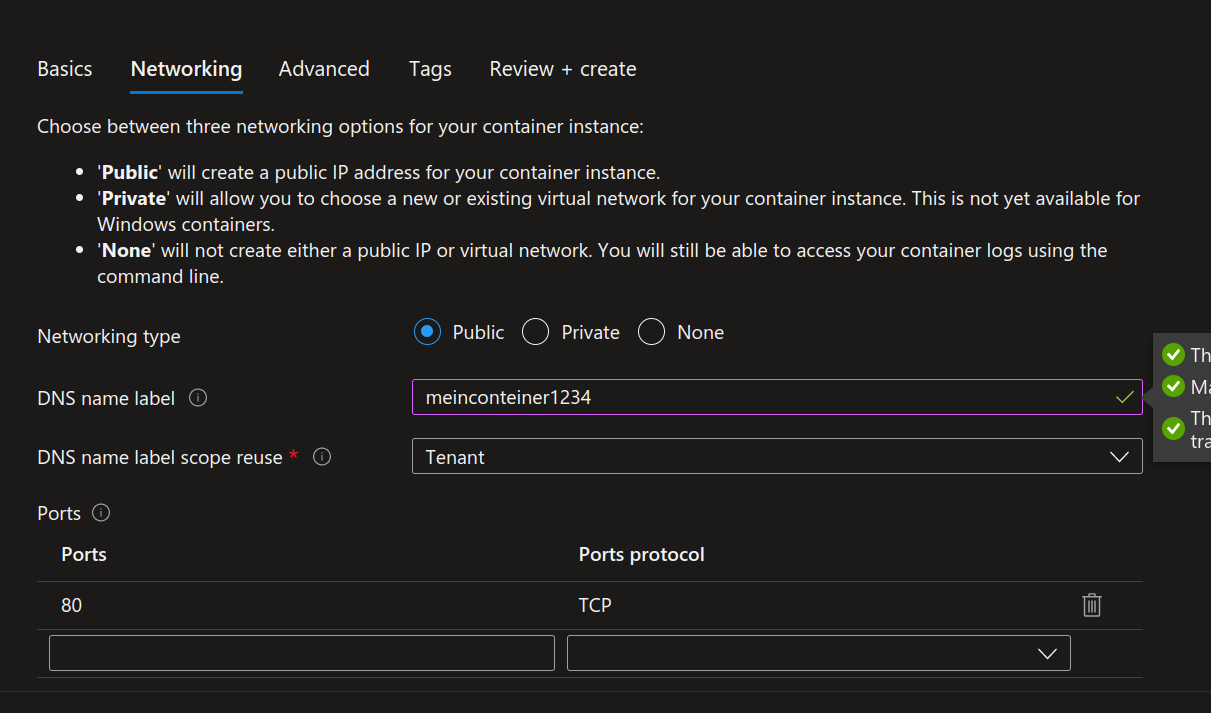 Basics Networking Advanced Tags Review + create
Choose between three networking options for your container instance:
'Public' will create a public IP address for your container instance.
'Private' will allow you to choose a new or existing virtual network for your container instance. This is not yet available for
Windows containers.
'None' will not create either a public IP or virtual network. You will still be able to access your container logs using the
command line.
Networking type Public Private None
DNS name label meinconteiner1234
DNS name label scope reuse * Tenant
Ports
Ports Ports protocol
80 TCP